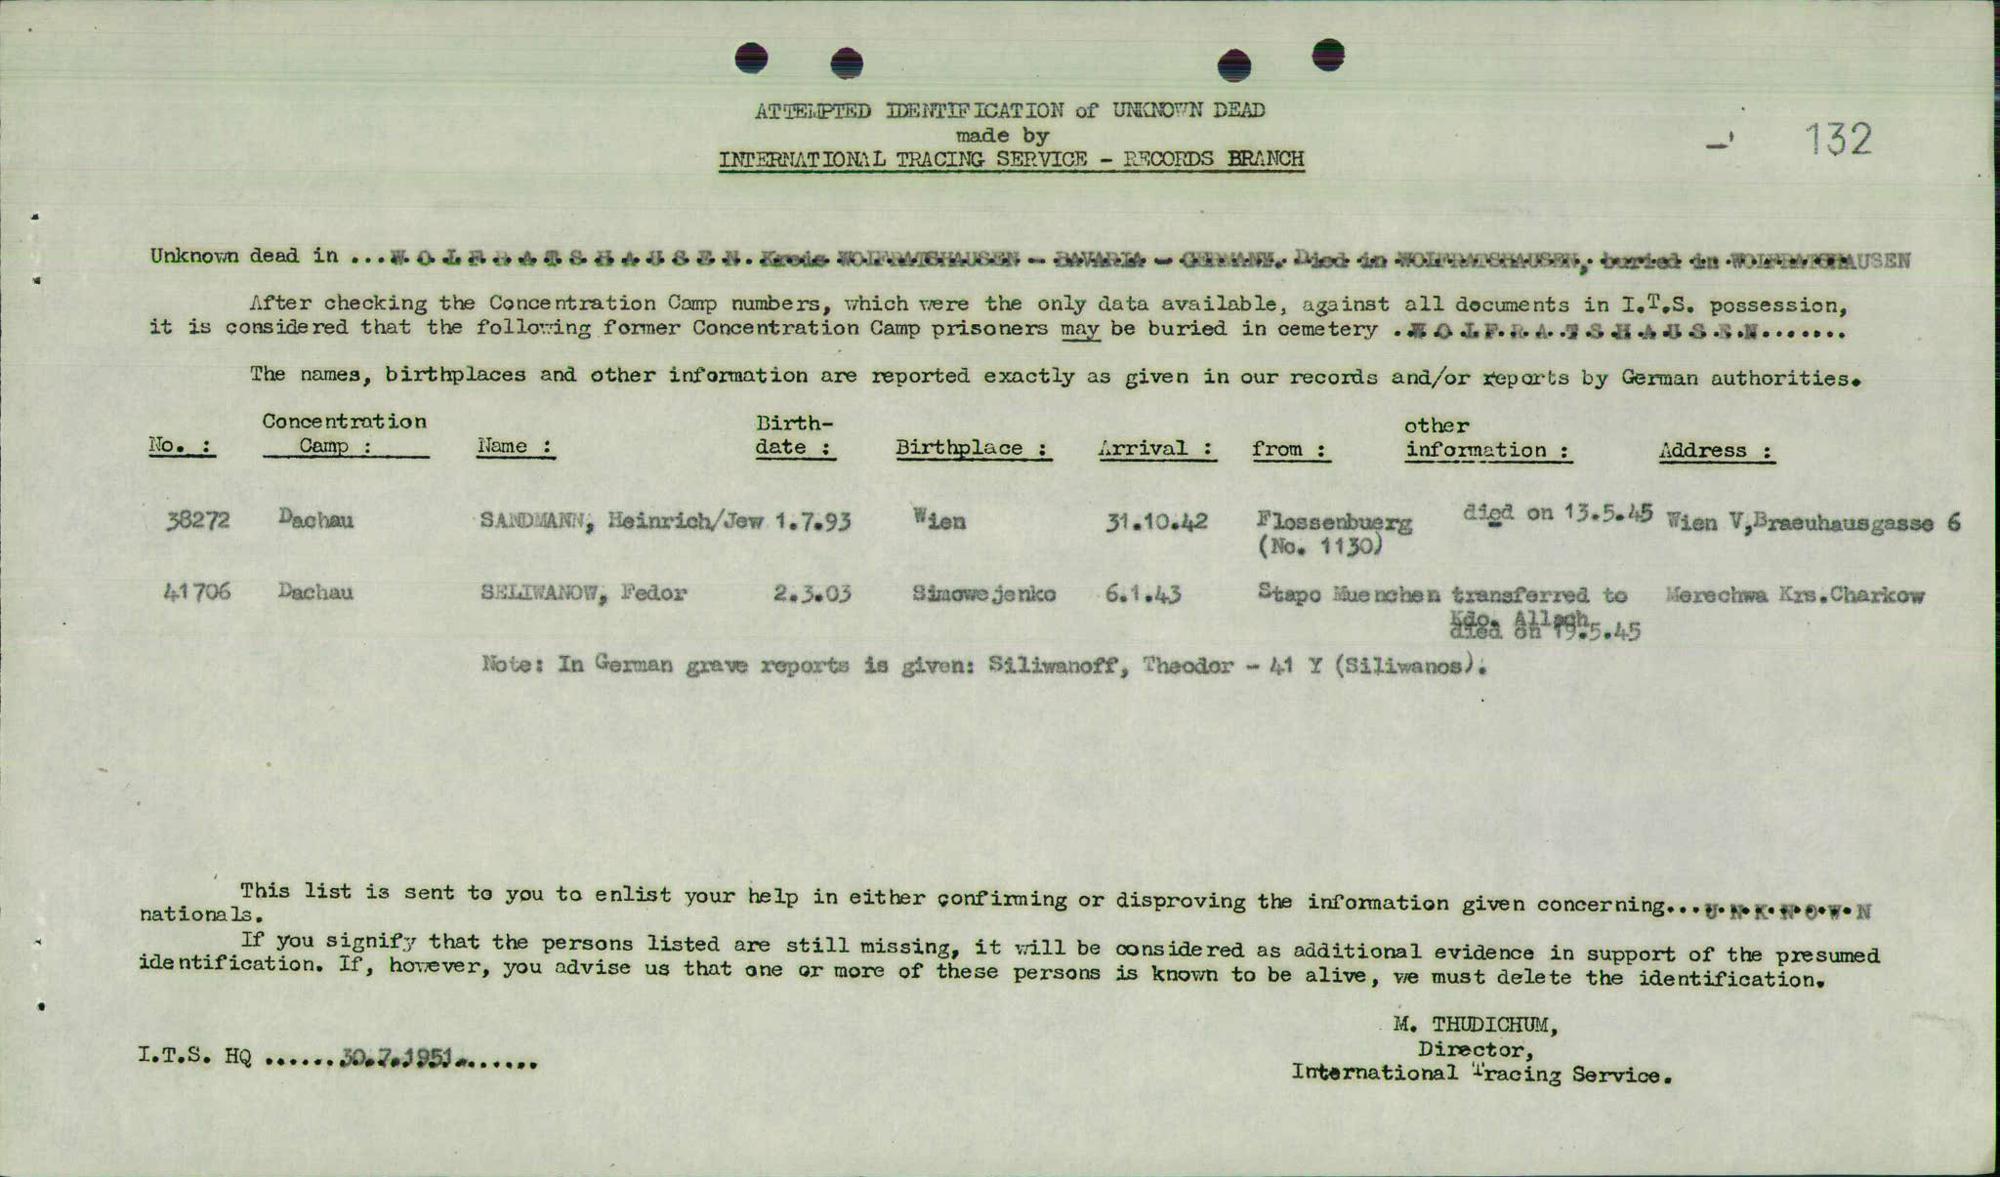 ATTEMPTED IDENTIFICATION of UNKNOWN DEAD
made by
INTERNATIONAL TRACING SERVICE - RECORDS BRANCH
132
Unknown dead in ...W.O.L.F.R.A.T.S.H.A.U.S.E.N. Kreis WOLFRATSHAUSEN - BAVARIA - GERMANY. Died in WOLFRATSHAUSEN, buried in WOLFRATSHAUSEN
After checking the Concentration Camp numbers, which were the only data available, against all documents in I.T.S. possession,
it is considered that the following former Concentration Camp prisoners may be buried in cemetery .W.O.L.F.R.A.T.S.H.A.U.S.E.N.......
The names, birthplaces and other information are reported exactly as given in our records and/or reports by German authorities.
No. : Concentration Camp : Name : Birth-date : Birthplace : Arrival : from : other information : Address :
38272 Dachau SANDMANN, Heinrich/Jew 1.7.93 Wien 31.10.42 Flossenbuerg died on 13.5.45 Wien V,Braeuhausgasse 6
(No. 1130)
41706 Dachau SELIWANOW, Fedor 2.3.03 Simowejenko 6.1.43 Stapo Muenchen transferred to Merechwa Krs.Charkow
Kdo. Allach
died on 19.5.45
Note: In German grave reports is given: Siliwanoff, Theodor - 41 Y (Siliwanos).
This list is sent to you to enlist your help in either confirming or disproving the information given concerning...U.N.K.N.O.W.N
nationals.
If you signify that the persons listed are still missing, it will be considered as additional evidence in support of the presumed
identification. If, however, you advise us that one or more of these persons is known to be alive, we must delete the identification.
M. THUDICHUM,
Director,
I.T.S. HQ ......30.7.1951.......
International Tracing Service.